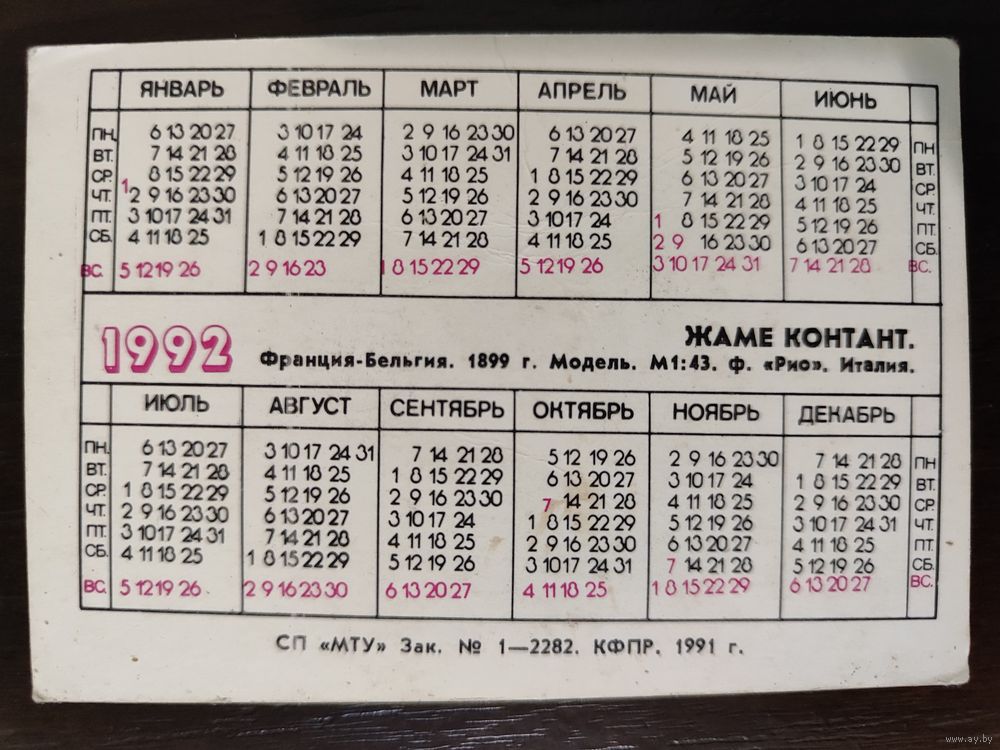 ЯНВАРЬ ФЕВРАЛЬ МАРТ АПРЕЛЬ МАЙ ИЮНЬ
ПН. 6 13 20 27 3 10 17 24 2 9 16 23 30 6 13 20 27 4 11 18 25 1 8 15 22 29 ПН.
ВТ. 7 14 21 28 4 11 18 25 3 10 17 24 31 7 14 21 28 5 12 19 26 2 9 16 23 30 ВТ.
СР. 1 8 15 22 29 5 12 19 26 4 11 18 25 1 8 15 22 29 6 13 20 27 3 10 17 24 СР.
ЧТ. 2 9 16 23 30 6 13 20 27 5 12 19 26 2 9 16 23 30 7 14 21 28 4 11 18 25 ЧТ.
ПТ. 3 10 17 24 31 7 14 21 28 6 13 20 27 3 10 17 24 1 8 15 22 29 5 12 19 26 ПТ.
СБ. 4 11 18 25 1 8 15 22 29 7 14 21 28 4 11 18 25 2 9 16 23 30 6 13 20 27 СБ.
ВС. 5 12 19 26 2 9 16 23 1 8 15 22 29 5 12 19 26 3 10 17 24 31 7 14 21 28 ВС.
1992 ЖАМЕ КОНТАНТ.
Франция-Бельгия. 1899 г. Модель. М1:43. ф. «Рио». Италия.
ИЮЛЬ АВГУСТ СЕНТЯБРЬ ОКТЯБРЬ НОЯБРЬ ДЕКАБРЬ
ПН. 6 13 20 27 3 10 17 24 31 7 14 21 28 5 12 19 26 2 9 16 23 30 7 14 21 28 ПН
ВТ. 7 14 21 28 4 11 18 25 1 8 15 22 29 6 13 20 27 3 10 17 24 1 8 15 22 29 ВТ.
СР. 1 8 15 22 29 5 12 19 26 2 9 16 23 30 7 14 21 28 4 11 18 25 2 9 16 23 30 СР.
ЧТ. 2 9 16 23 30 6 13 20 27 3 10 17 24 1 8 15 22 29 5 12 19 26 3 10 17 24 31 ЧТ.
ПТ. 3 10 17 24 31 7 14 21 28 4 11 18 25 2 9 16 23 30 6 13 20 27 4 11 18 25 ПТ.
СБ. 4 11 18 25 1 8 15 22 29 5 12 19 26 3 10 17 24 31 7 14 21 28 5 12 19 26 СБ.
ВС. 5 12 19 26 2 9 16 23 30 6 13 20 27 4 11 18 25 1 8 15 22 29 6 13 20 27 ВС.
СП «МТУ» Зак. № 1—2282. КФПР. 1991 г.
www.ay.by